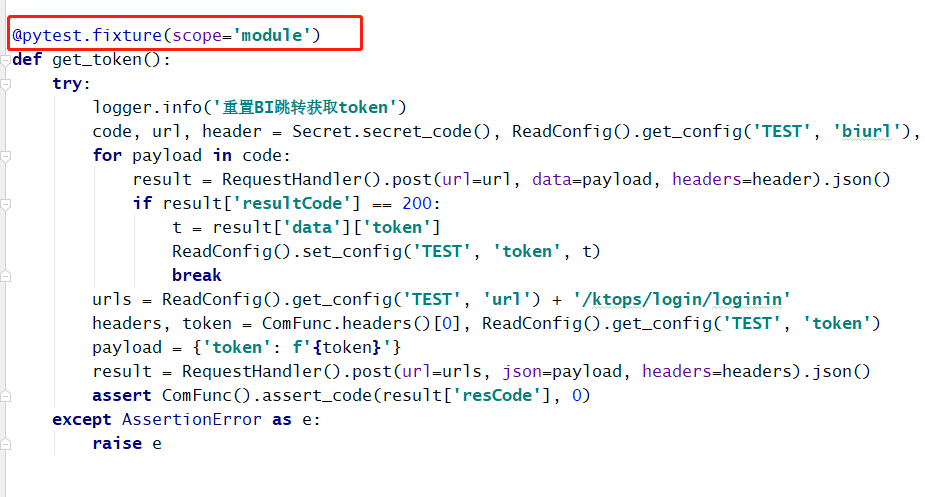 @pytest.fixture(scope='module')
def get_token():
    try:
        logger.info('重置BI跳转获取token')
        code, url, header = Secret.secret_code(), ReadConfig().get_config('TEST', 'biurl'),
        for payload in code:
            result = RequestHandler().post(url=url, data=payload, headers=header).json()
            if result['resultCode'] == 200:
                t = result['data']['token']
                ReadConfig().set_config('TEST', 'token', t)
                break
        urls = ReadConfig().get_config('TEST', 'url') + '/ktops/login/loginin'
        headers, token = ComFunc.headers()[0], ReadConfig().get_config('TEST', 'token')
        payload = {'token': f'{token}'}
        result = RequestHandler().post(url=urls, json=payload, headers=headers).json()
        assert ComFunc().assert_code(result['resCode'], 0)
    except AssertionError as e:
        raise e